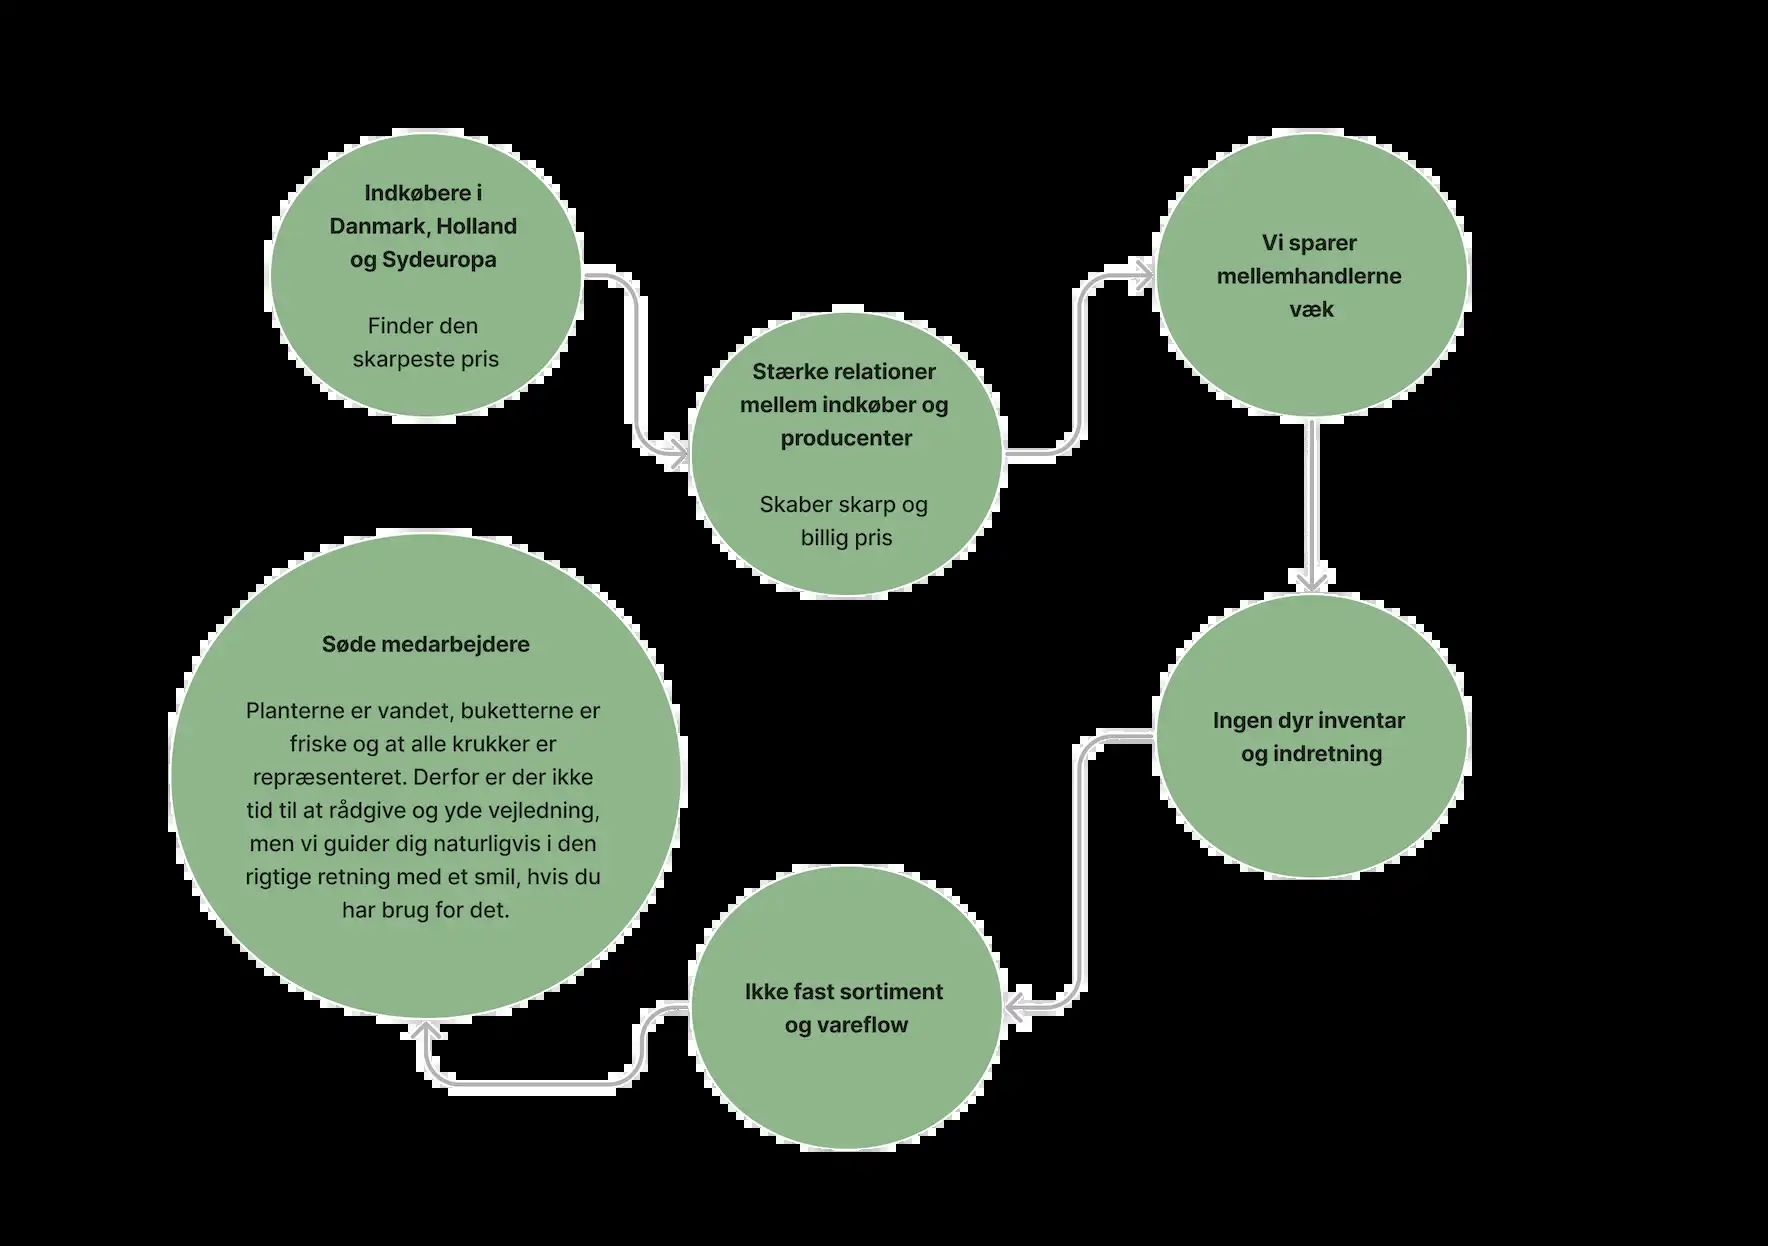 Indkøbere i
Danmark, Holland
og Sydeuropa
Finder den
skarpeste pris
Stærke relationer
mellem indkøber og
producenter
Skaber skarp og
billig pris
Vi sparer
mellemhandlerne
væk
Ingen dyr inventar
og indretning
Ikke fast sortiment
og vareflow
Søde medarbejdere
Planterne er vandet, buketterne er
friske og at alle krukker er
repræsenteret. Derfor er der ikke
tid til at rådgive og yde vejledning,
men vi guider dig naturligvis i den
rigtige retning med et smil, hvis du
har brug for det.